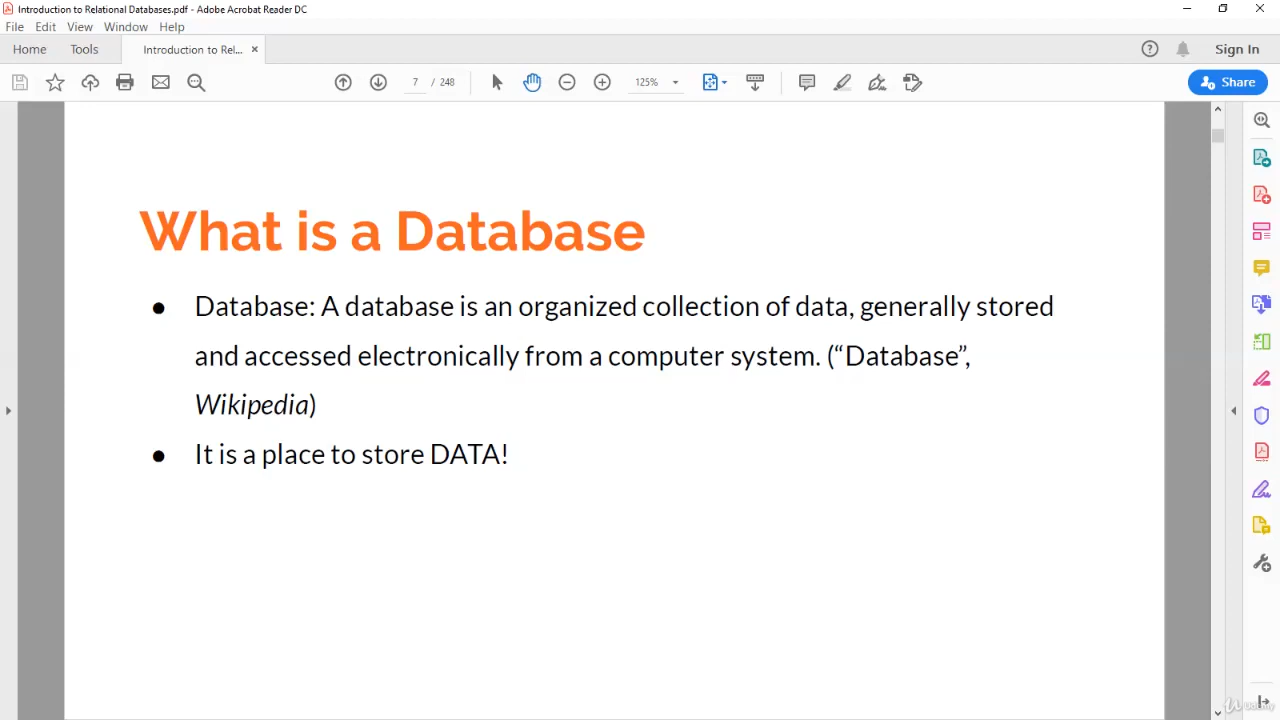 Introduction to Relational Databases.pdf - Adobe Acrobat Reader DC
File Edit View Window Help
Home Tools Introduction to Rel... × Sign In
7 / 248 125% Share
What is a Database
● Database: A database is an organized collection of data, generally stored
and accessed electronically from a computer system. (“Database”,
Wikipedia)
● It is a place to store DATA!
Udemy